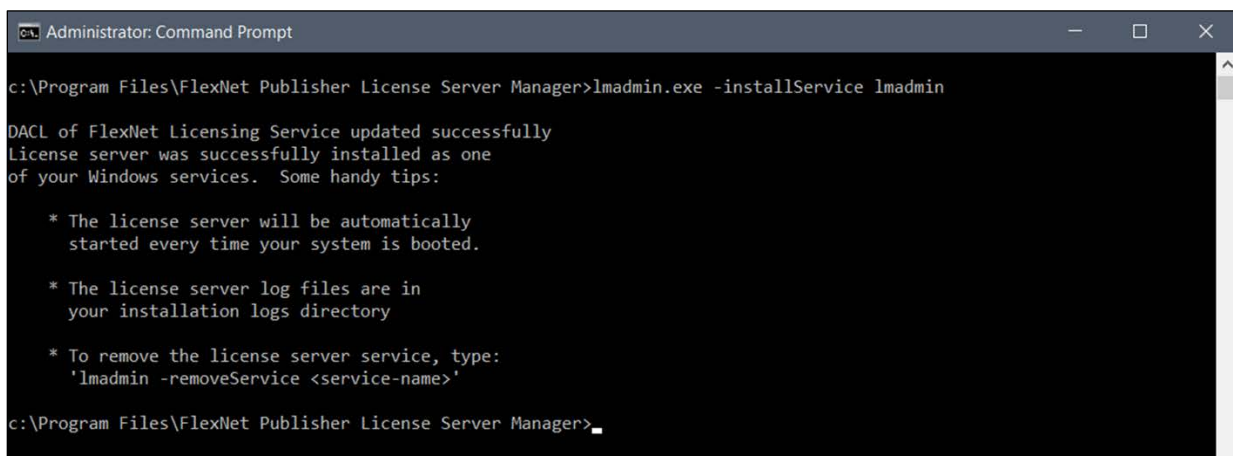 Administrator: Command Prompt
c:\Program Files\FlexNet Publisher License Server Manager>lmadmin.exe -installService lmadmin
DACL of FlexNet Licensing Service updated successfully
License server was successfully installed as one
of your Windows services.  Some handy tips:
* The license server will be automatically
started every time your system is booted.
* The license server log files are in
your installation logs directory
* To remove the license server service, type:
'lmadmin -removeService <service-name>'
c:\Program Files\FlexNet Publisher License Server Manager>